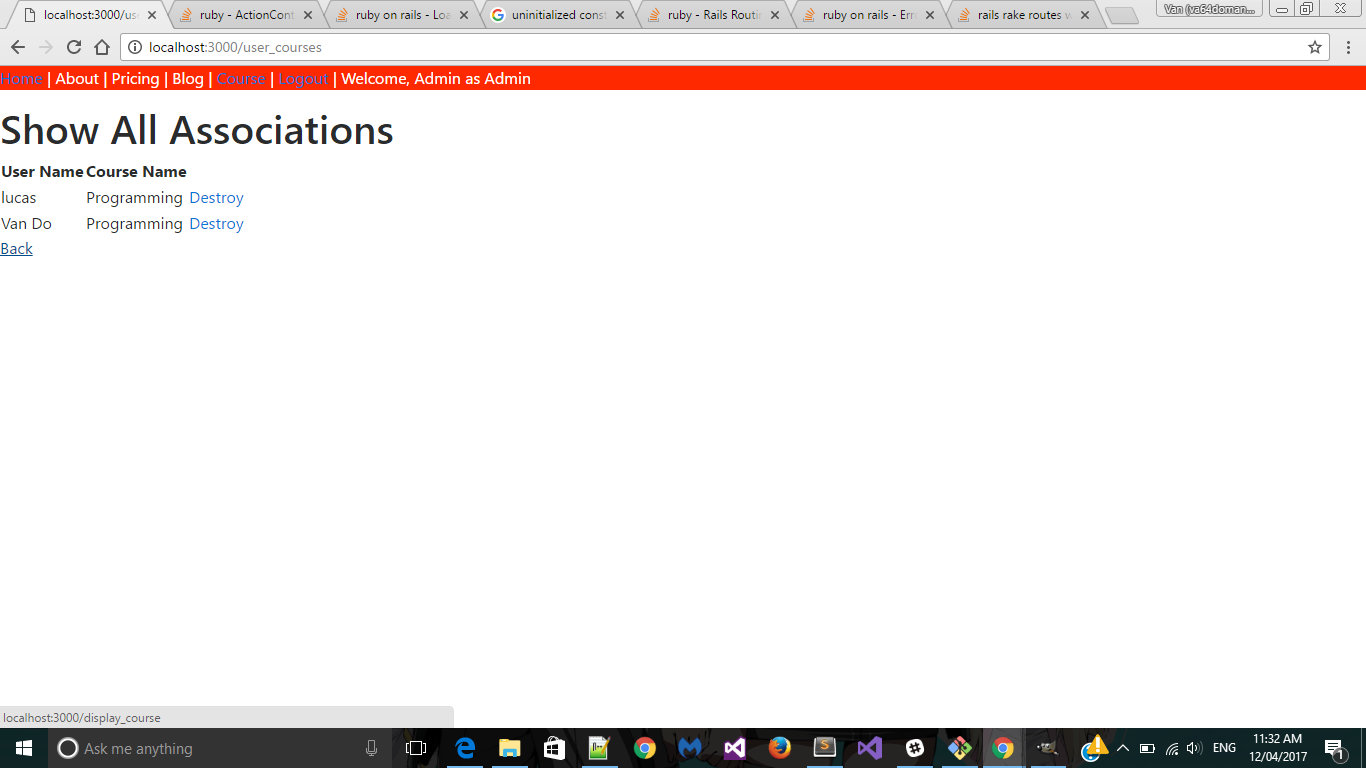 localhost:3000/use
ruby - ActionCont
ruby on rails - Loa
uninitialized const
ruby - Rails Routin
ruby on rails - Erro
rails rake routes w
Van (va64doman...
localhost:3000/user_courses
Home | About | Pricing | Blog | Course | Logout | Welcome, Admin as Admin
Show All Associations
User Name Course Name
lucas Programming Destroy
Van Do Programming Destroy
Back
localhost:3000/display_course
Ask me anything
ENG
11:32 AM
12/04/2017
1